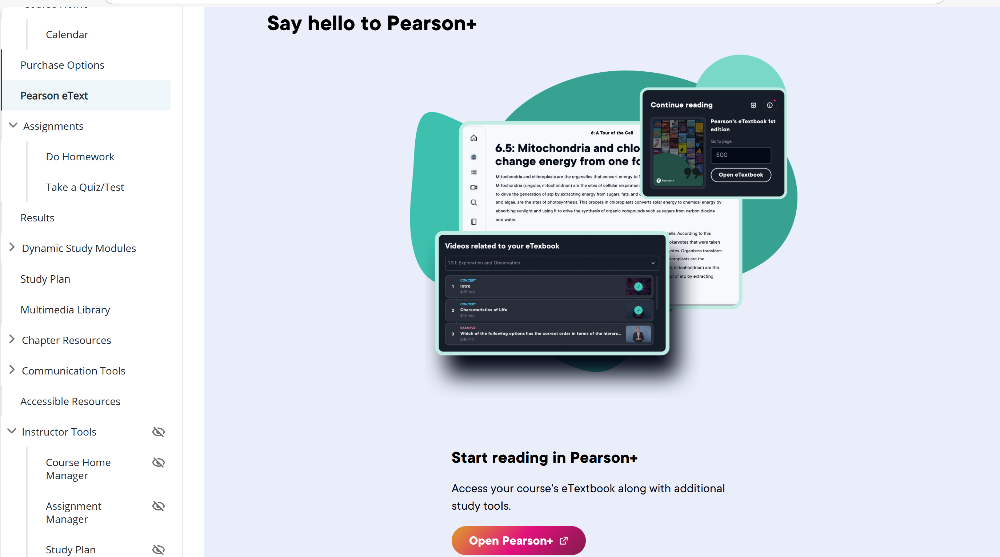 Calendar
Purchase Options
Pearson eText
Assignments
Do Homework
Take a Quiz/Test
Results
Dynamic Study Modules
Study Plan
Multimedia Library
Chapter Resources
Communication Tools
Accessible Resources
Instructor Tools
Course Home
Manager
Assignment
Manager
Study Plan
Say hello to Pearson+
Continue reading
Pearson's eTextbook 1st
edition
Go to page
500
Open eTextbook
Pearson+
6: A Tour of the Cell
6.5: Mitochondria and chlo
change energy from one fo
Mitochondria and chloroplasts are the organelles that convert energy to f
Mitochondria (singular, mitochondrion) are the sites of cellular respiration
to drive the generation of atp by extracting energy from sugars, fats, and
and algae, are the sites of photosynthesis. This process in chloroplasts converts solar energy to chemical energy by
absorbing sunlight and using it to drive the synthesis of organic compounds such as sugars from carbon dioxide
and water.
cells. According to this
okaryotes that were taken
yotes. Organisms transform
hloroplasts are the
ar, mitochondrion) are the
on of atp by extracting
Videos related to your eTexbook
1.3.1: Exploration and Observation
CONCEPT
1 Intro
4:20 min
CONCEPT
2 Characteristics of Life
3:15 min
EXAMPLE
3 Which of the following options has the correct order in terms of the hierarc...
2:46 min
Start reading in Pearson+
Access your course's eTextbook along with additional
study tools.
Open Pearson+